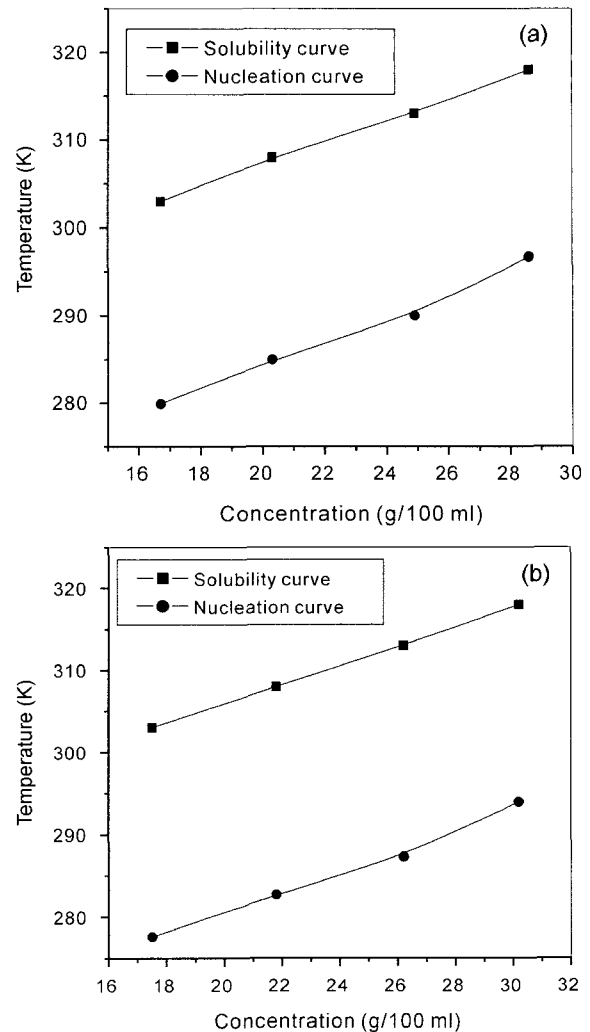 (a)
Solubility curve
Nucleation curve
320
310
300
290
280
Temperature (K)
16 18 20 22 24 26 28 30
Concentration (g/100 ml)
(b)
Solubility curve
Nucleation curve
320
310
300
290
280
Temperature (K)
16 18 20 22 24 26 28 30 32
Concentration (g/100 ml)